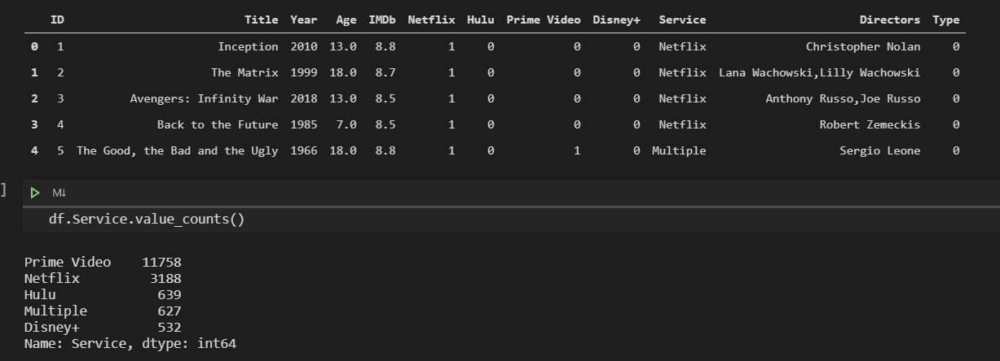 ID Title Year Age IMDb Netflix Hulu Prime Video Disney+ Service Directors Type
0 1 Inception 2010 13.0 8.8 1 0 0 0 Netflix Christopher Nolan 0
1 2 The Matrix 1999 18.0 8.7 1 0 0 0 Netflix Lana Wachowski,Lilly Wachowski 0
2 3 Avengers: Infinity War 2018 13.0 8.5 1 0 0 0 Netflix Anthony Russo,Joe Russo 0
3 4 Back to the Future 1985 7.0 8.5 1 0 0 0 Netflix Robert Zemeckis 0
4 5 The Good, the Bad and the Ugly 1966 18.0 8.8 1 0 1 0 Multiple Sergio Leone 0
] M↓
df.Service.value_counts()
Prime Video 11758
Netflix 3188
Hulu 639
Multiple 627
Disney+ 532
Name: Service, dtype: int64